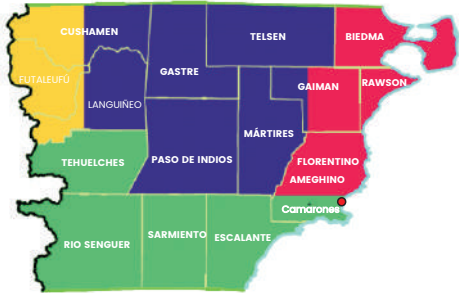 CUSHAMEN
TELSEN
BIEDMA
FUTALEUFÚ
GASTRE
GAIMAN
RAWSON
LANGUIÑEO
MÁRTIRES
TEHUELCHES
PASO DE INDIOS
FLORENTINO
AMEGHINO
Camarones
RIO SENGUER
SARMIENTO
ESCALANTE